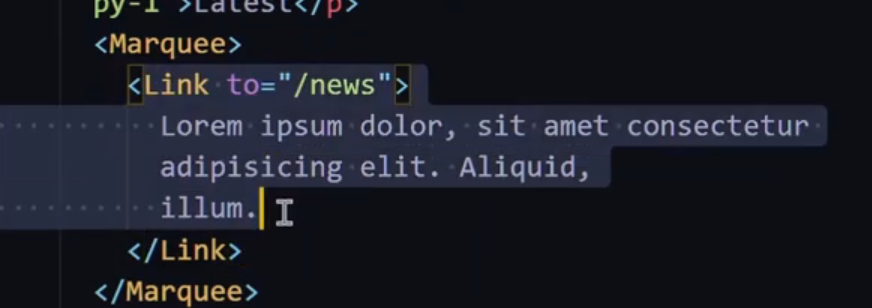 py-1">Latest</p>
<Marquee>
<Link to="/news">
Lorem ipsum dolor, sit amet consectetur
adipisicing elit. Aliquid,
illum.
</Link>
</Marquee>